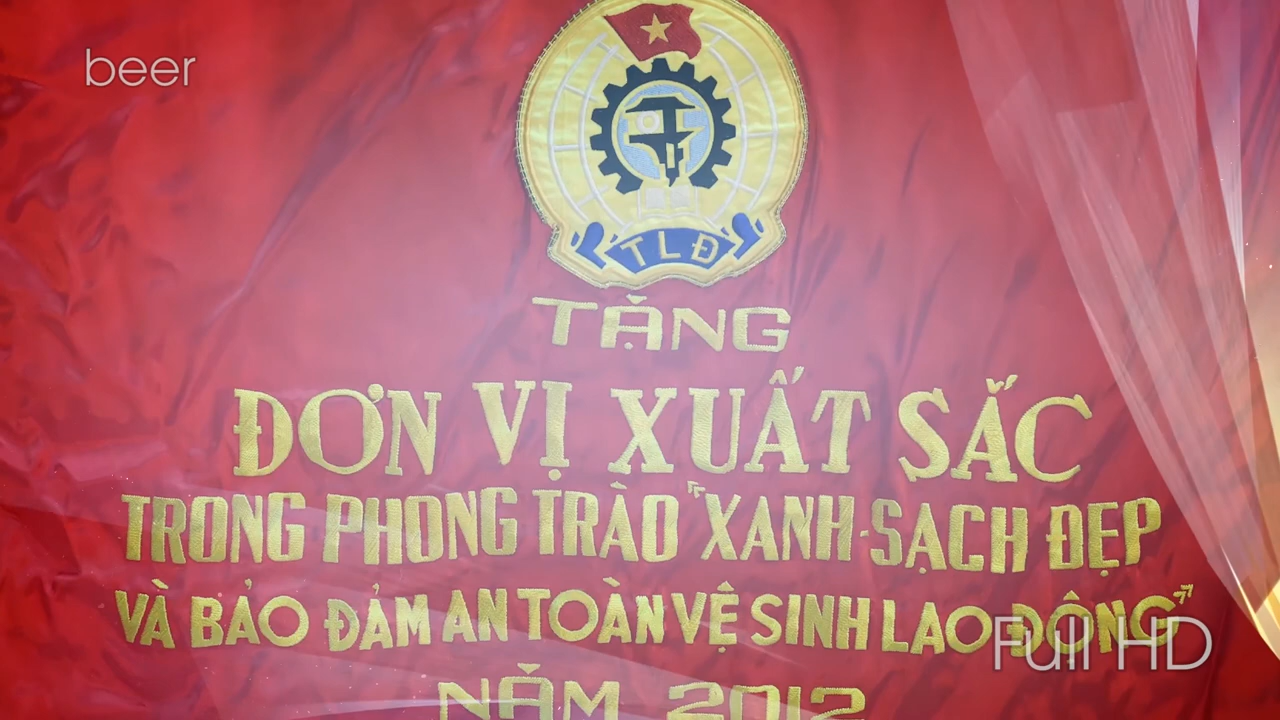 beer
TLĐ
TẶNG
ĐƠN VỊ XUẤT SẮC
TRONG PHONG TRÀO "XANH-SẠCH ĐẸP
VÀ BẢO ĐẢM AN TOÀN VỆ SINH LAO ĐỘNG"
NĂM 2012
Full HD